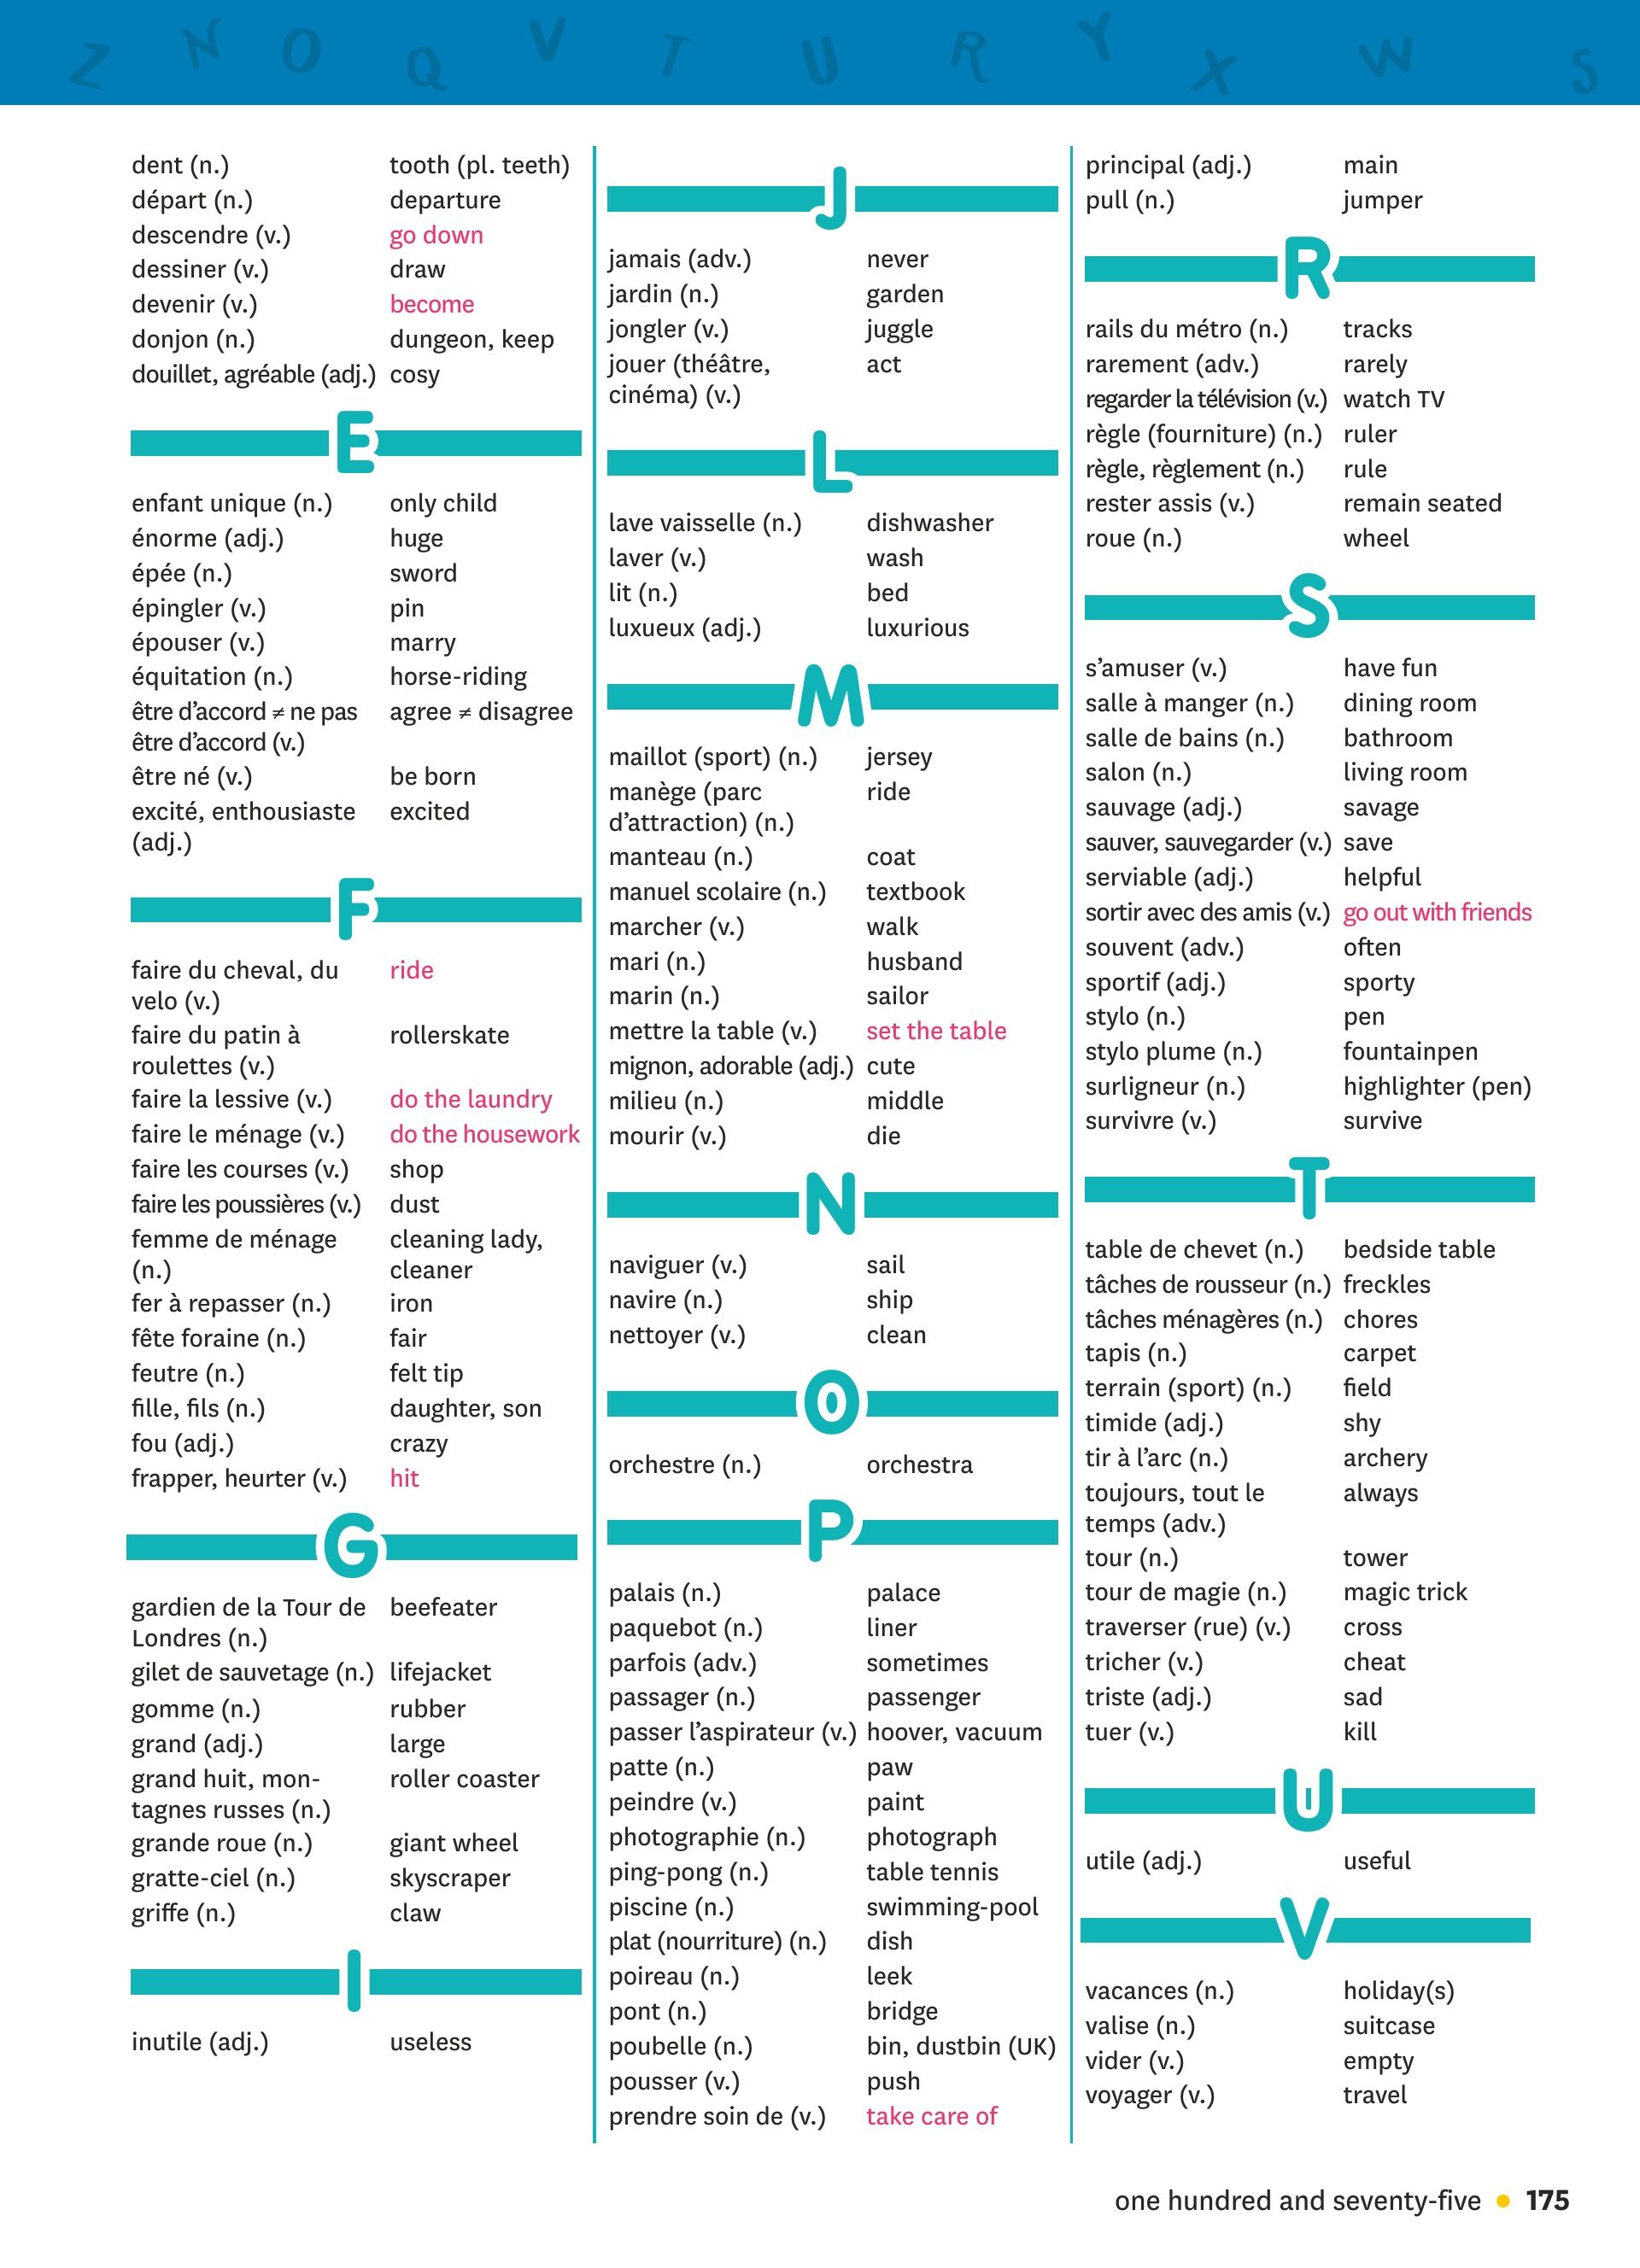 Z N O Q V T U R Y X W S
dent (n.) tooth (pl. teeth)
départ (n.) departure
descendre (v.) go down
dessiner (v.) draw
devenir (v.) become
donjon (n.) dungeon, keep
douillet, agréable (adj.) cosy
E
enfant unique (n.) only child
énorme (adj.) huge
épée (n.) sword
épingler (v.) pin
épouser (v.) marry
équitation (n.) horse-riding
être d’accord ≠ ne pas agree ≠ disagree
être d’accord (v.)
être né (v.) be born
excité, enthousiaste excited
(adj.)
F
faire du cheval, du ride
velo (v.)
faire du patin à rollerskate
roulettes (v.)
faire la lessive (v.) do the laundry
faire le ménage (v.) do the housework
faire les courses (v.) shop
faire les poussières (v.) dust
femme de ménage cleaning lady,
(n.) cleaner
fer à repasser (n.) iron
fête foraine (n.) fair
feutre (n.) felt tip
fille, fils (n.) daughter, son
fou (adj.) crazy
frapper, heurter (v.) hit
G
gardien de la Tour de beefeater
Londres (n.)
gilet de sauvetage (n.) lifejacket
gomme (n.) rubber
grand (adj.) large
grand huit, mon- roller coaster
tagnes russes (n.)
grande roue (n.) giant wheel
gratte-ciel (n.) skyscraper
griffe (n.) claw
I
inutile (adj.) useless
J
jamais (adv.) never
jardin (n.) garden
jongler (v.) juggle
jouer (théâtre, act
cinéma) (v.)
L
lave vaisselle (n.) dishwasher
laver (v.) wash
lit (n.) bed
luxueux (adj.) luxurious
M
maillot (sport) (n.) jersey
manège (parc ride
d’attraction) (n.)
manteau (n.) coat
manuel scolaire (n.) textbook
marcher (v.) walk
mari (n.) husband
marin (n.) sailor
mettre la table (v.) set the table
mignon, adorable (adj.) cute
milieu (n.) middle
mourir (v.) die
N
naviguer (v.) sail
navire (n.) ship
nettoyer (v.) clean
O
orchestre (n.) orchestra
P
palais (n.) palace
paquebot (n.) liner
parfois (adv.) sometimes
passager (n.) passenger
passer l’aspirateur (v.) hoover, vacuum
patte (n.) paw
peindre (v.) paint
photographie (n.) photograph
ping-pong (n.) table tennis
piscine (n.) swimming-pool
plat (nourriture) (n.) dish
poireau (n.) leek
pont (n.) bridge
poubelle (n.) bin, dustbin (UK)
pousser (v.) push
prendre soin de (v.) take care of
principal (adj.) main
pull (n.) jumper
R
rails du métro (n.) tracks
rarement (adv.) rarely
regarder la télévision (v.) watch TV
règle (fourniture) (n.) ruler
règle, règlement (n.) rule
rester assis (v.) remain seated
roue (n.) wheel
S
s’amuser (v.) have fun
salle à manger (n.) dining room
salle de bains (n.) bathroom
salon (n.) living room
sauvage (adj.) savage
sauver, sauvegarder (v.) save
serviable (adj.) helpful
sortir avec des amis (v.) go out with friends
souvent (adv.) often
sportif (adj.) sporty
stylo (n.) pen
stylo plume (n.) fountainpen
surligneur (n.) highlighter (pen)
survivre (v.) survive
T
table de chevet (n.) bedside table
tâches de rousseur (n.) freckles
tâches ménagères (n.) chores
tapis (n.) carpet
terrain (sport) (n.) field
timide (adj.) shy
tir à l’arc (n.) archery
toujours, tout le always
temps (adv.)
tour (n.) tower
tour de magie (n.) magic trick
traverser (rue) (v.) cross
tricher (v.) cheat
triste (adj.) sad
tuer (v.) kill
U
utile (adj.) useful
V
vacances (n.) holiday(s)
valise (n.) suitcase
vider (v.) empty
voyager (v.) travel
one hundred and seventy-five • 175